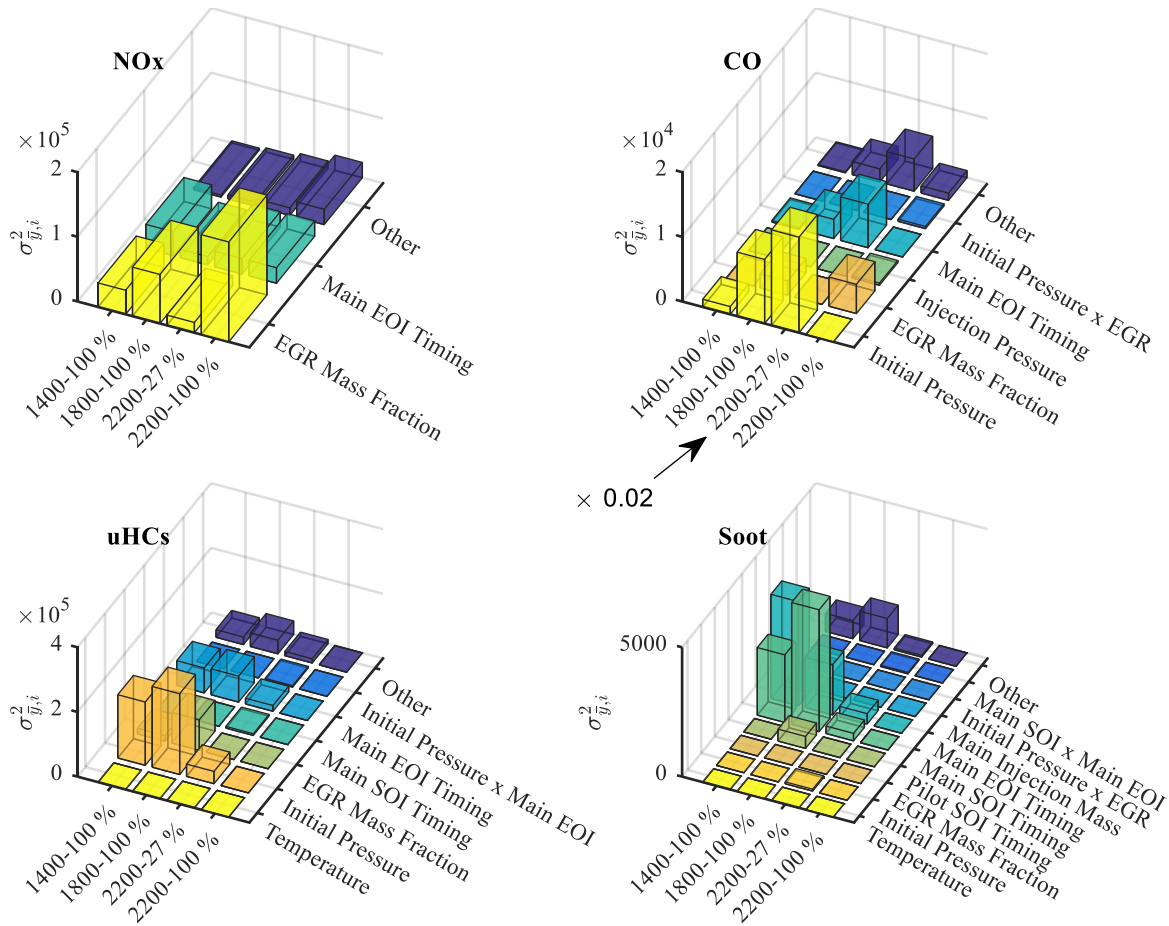 NOx
× 10^5
2
1
0
σ²_ȳ,i
1400-100 %
1800-100 %
2200-27 %
2200-100 %
Other
Main EOI Timing
EGR Mass Fraction
CO
× 10^4
2
1
0
σ²_ȳ,i
1400-100 %
1800-100 %
2200-27 %
2200-100 %
Other
Initial Pressure x EGR
Main EOI Timing
Injection Pressure
EGR Mass Fraction
Initial Pressure
× 0.02
uHCs
× 10^5
4
2
0
σ²_ȳ,i
1400-100 %
1800-100 %
2200-27 %
2200-100 %
Other
Initial Pressure x Main EOI
Main EOI Timing
Main SOI Timing
EGR Mass Fraction
Initial Pressure
Temperature
Soot
5000
0
σ²_ȳ,i
1400-100 %
1800-100 %
2200-27 %
2200-100 %
Other
Main SOI x Main EOI
Initial Pressure x EGR
Main Injection Mass
Main EOI Timing
Main SOI Timing
Pilot SOI Timing
EGR Mass Fraction
Initial Pressure
Temperature